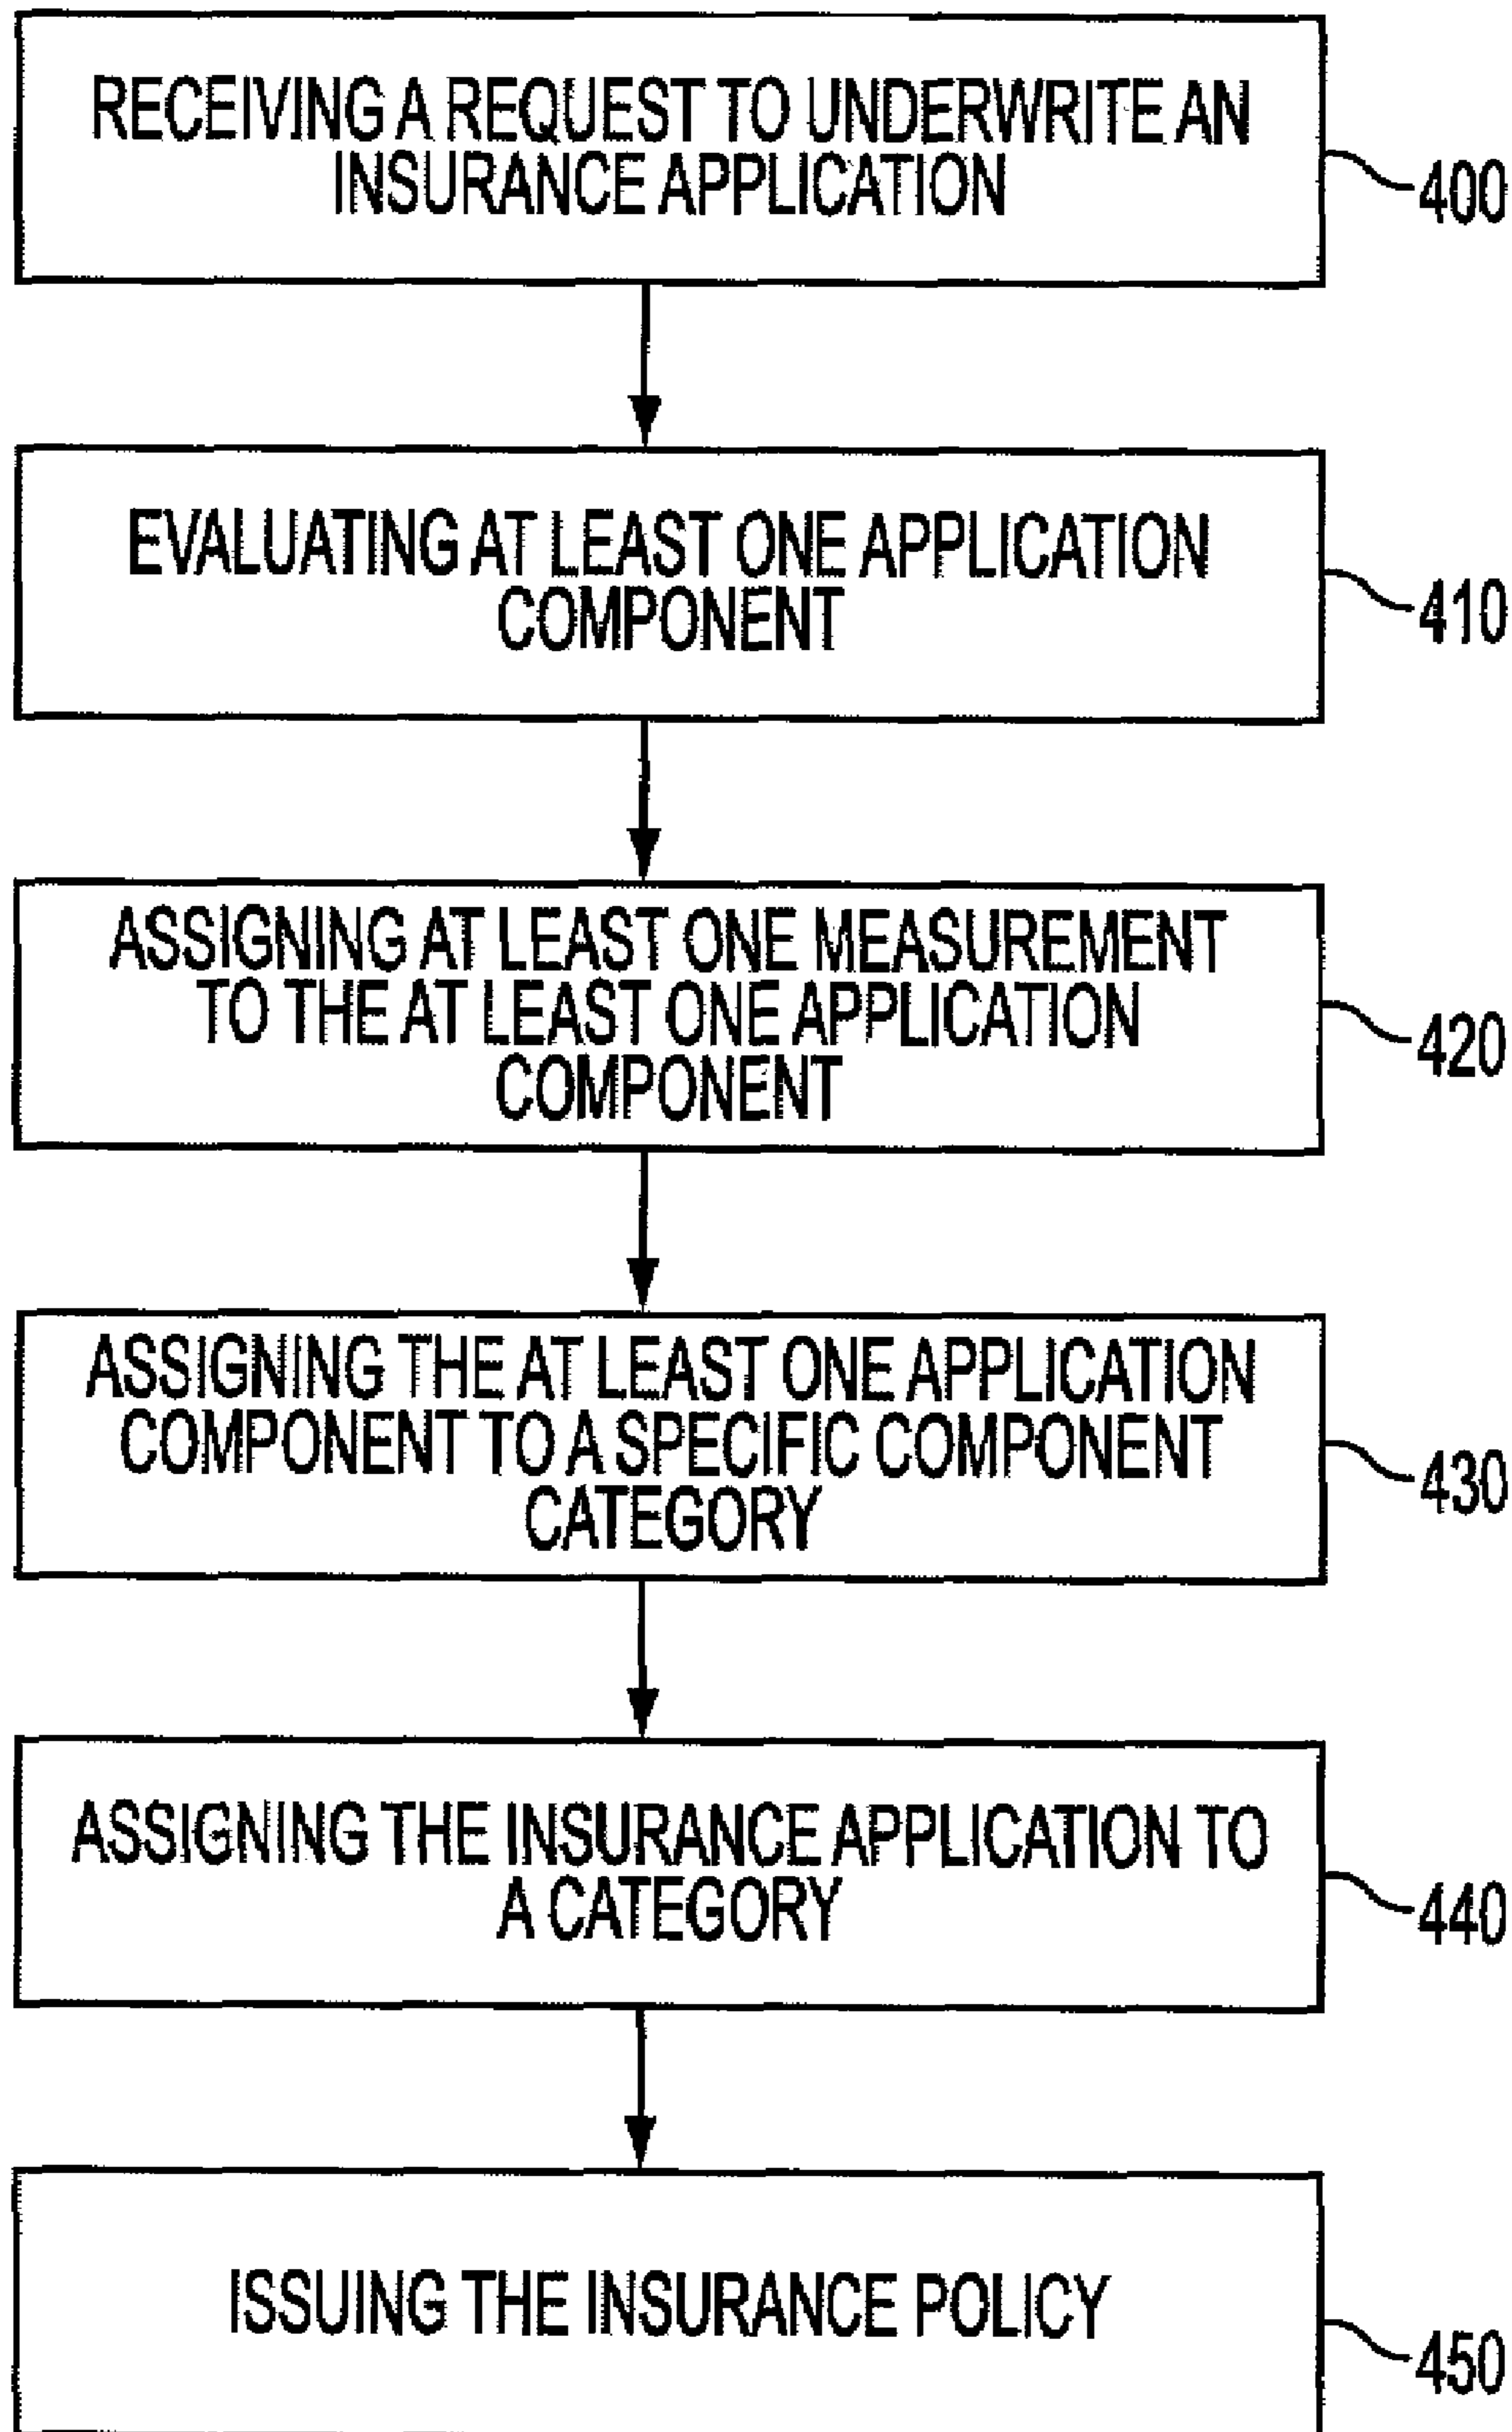 RECEIVING A REQUEST TO UNDERWRITE AN
INSURANCE APPLICATION
400
EVALUATING AT LEAST ONE APPLICATION
COMPONENT
410
ASSIGNING AT LEAST ONE MEASUREMENT
TO THE AT LEAST ONE APPLICATION
COMPONENT
420
ASSIGNING THE AT LEAST ONE APPLICATION
COMPONENT TO A SPECIFIC COMPONENT
CATEGORY
430
ASSIGNING THE INSURANCE APPLICATION TO
A CATEGORY
440
ISSUING THE INSURANCE POLICY
450